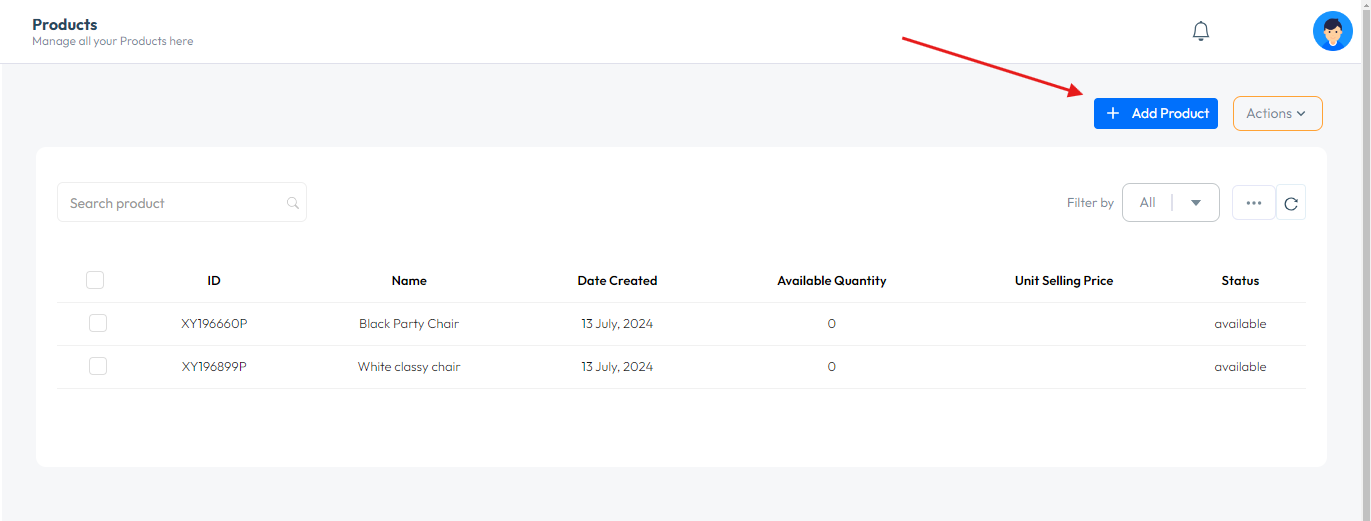 Products
Manage all your Products here
+ Add Product
Actions
Search product
Filter by All
ID Name Date Created Available Quantity Unit Selling Price Status
XY196660P Black Party Chair 13 July, 2024 0 available
XY196899P White classy chair 13 July, 2024 0 available